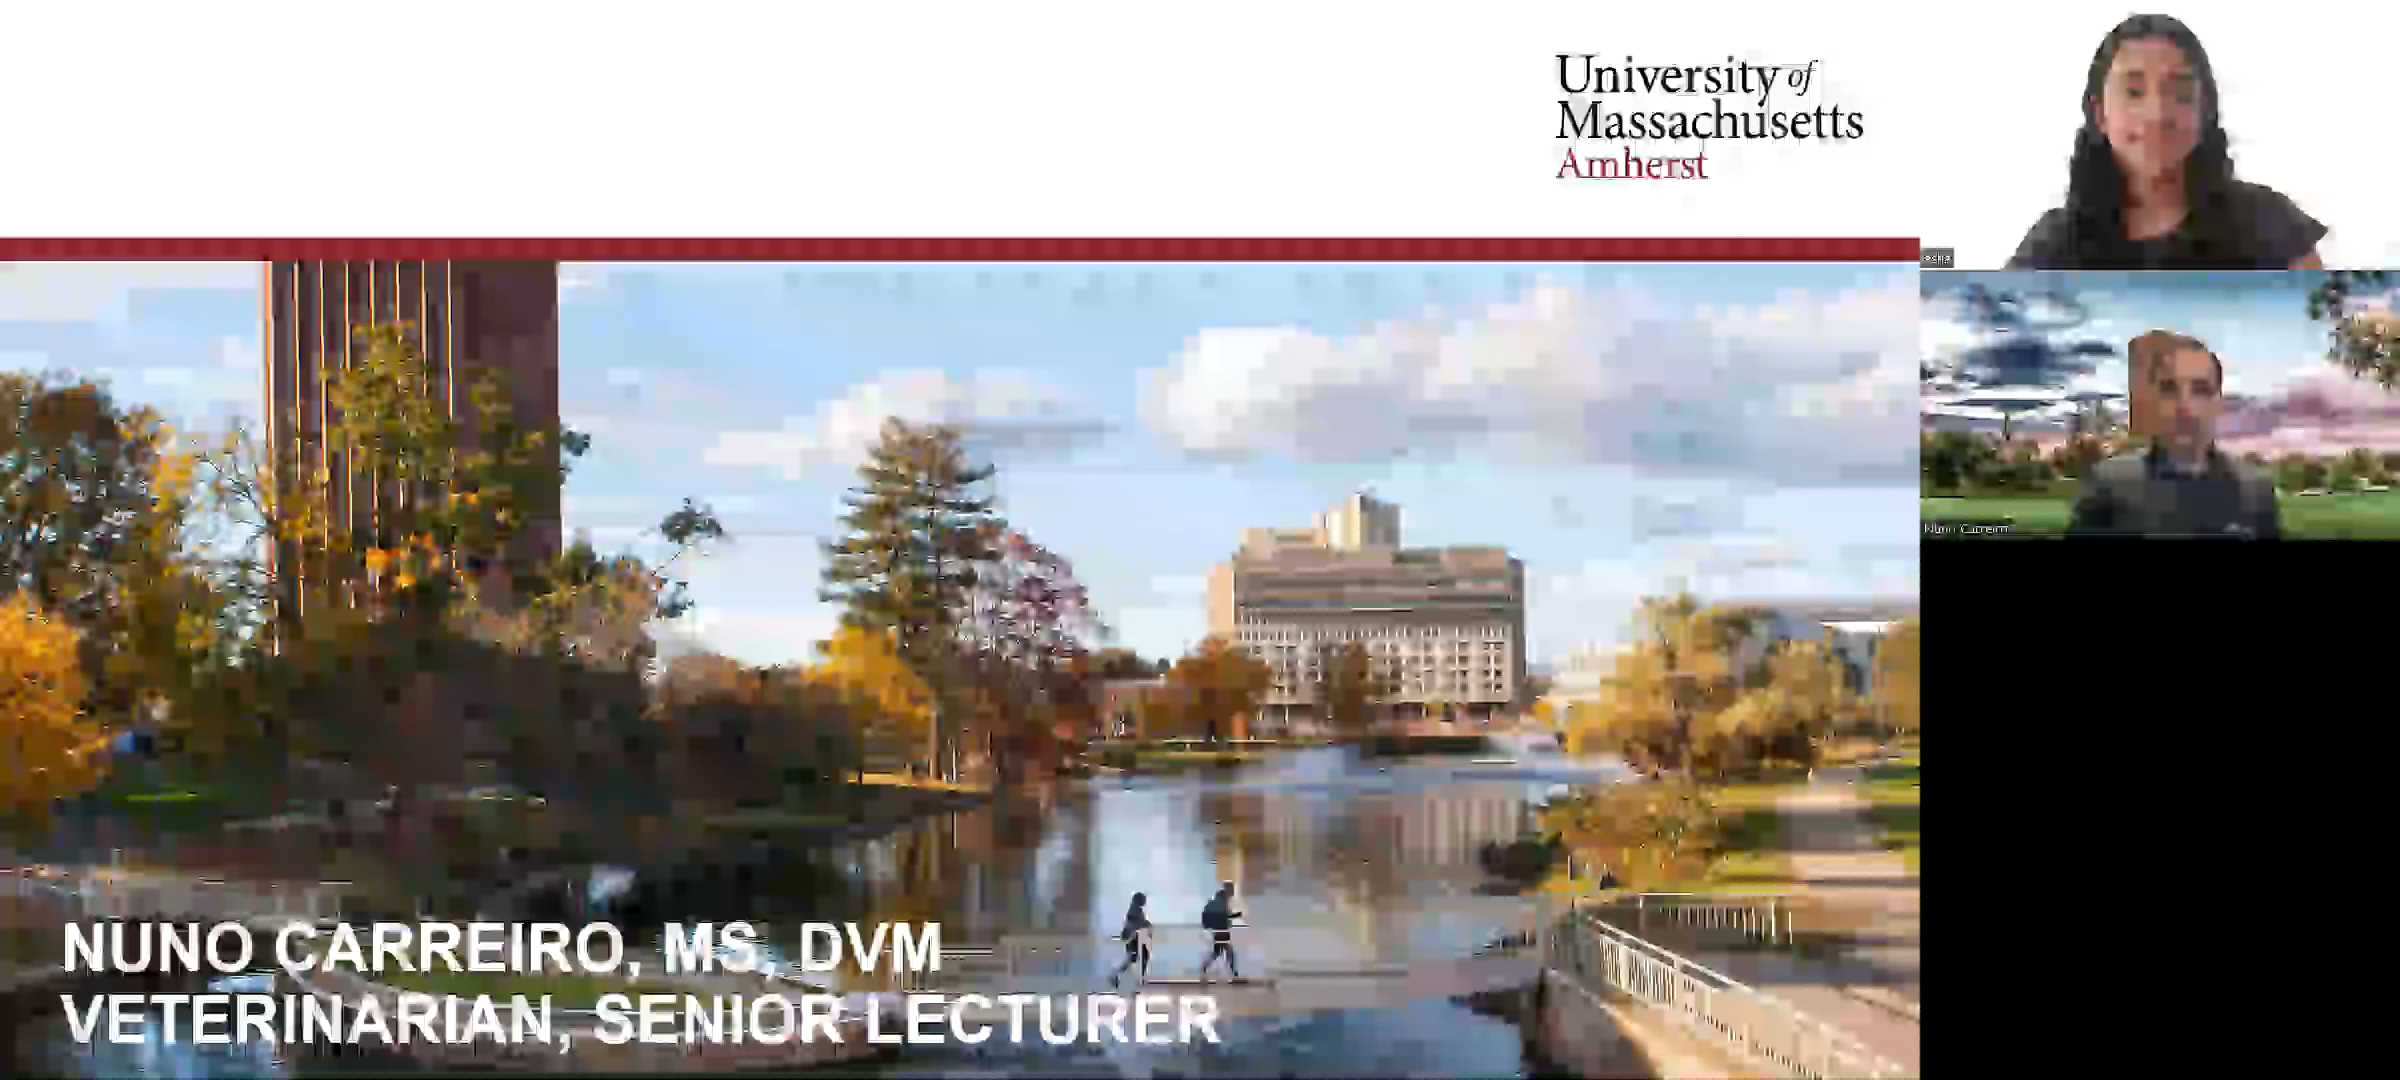 University of
Massachusetts
Amherst
NUNO CARREIRO, MS, DVM
VETERINARIAN, SENIOR LECTURER
Nuno Carreiro